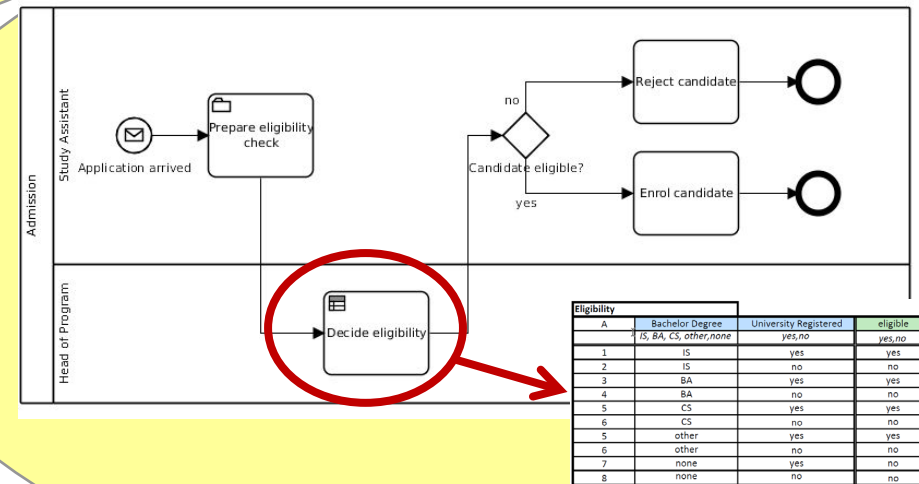 Admission
Study Assistant
Application arrived
Prepare eligibility
check
no
Candidate eligible?
yes
Reject candidate
Enrol candidate
Head of Program
Decide eligibility
Eligibility
A Bachelor Degree University Registered eligible
IS, BA, CS, other,none yes,no yes,no
1 IS yes yes
2 IS no no
3 BA yes yes
4 BA no no
5 CS yes yes
6 CS no no
5 other yes yes
6 other no no
7 none yes no
8 none no no